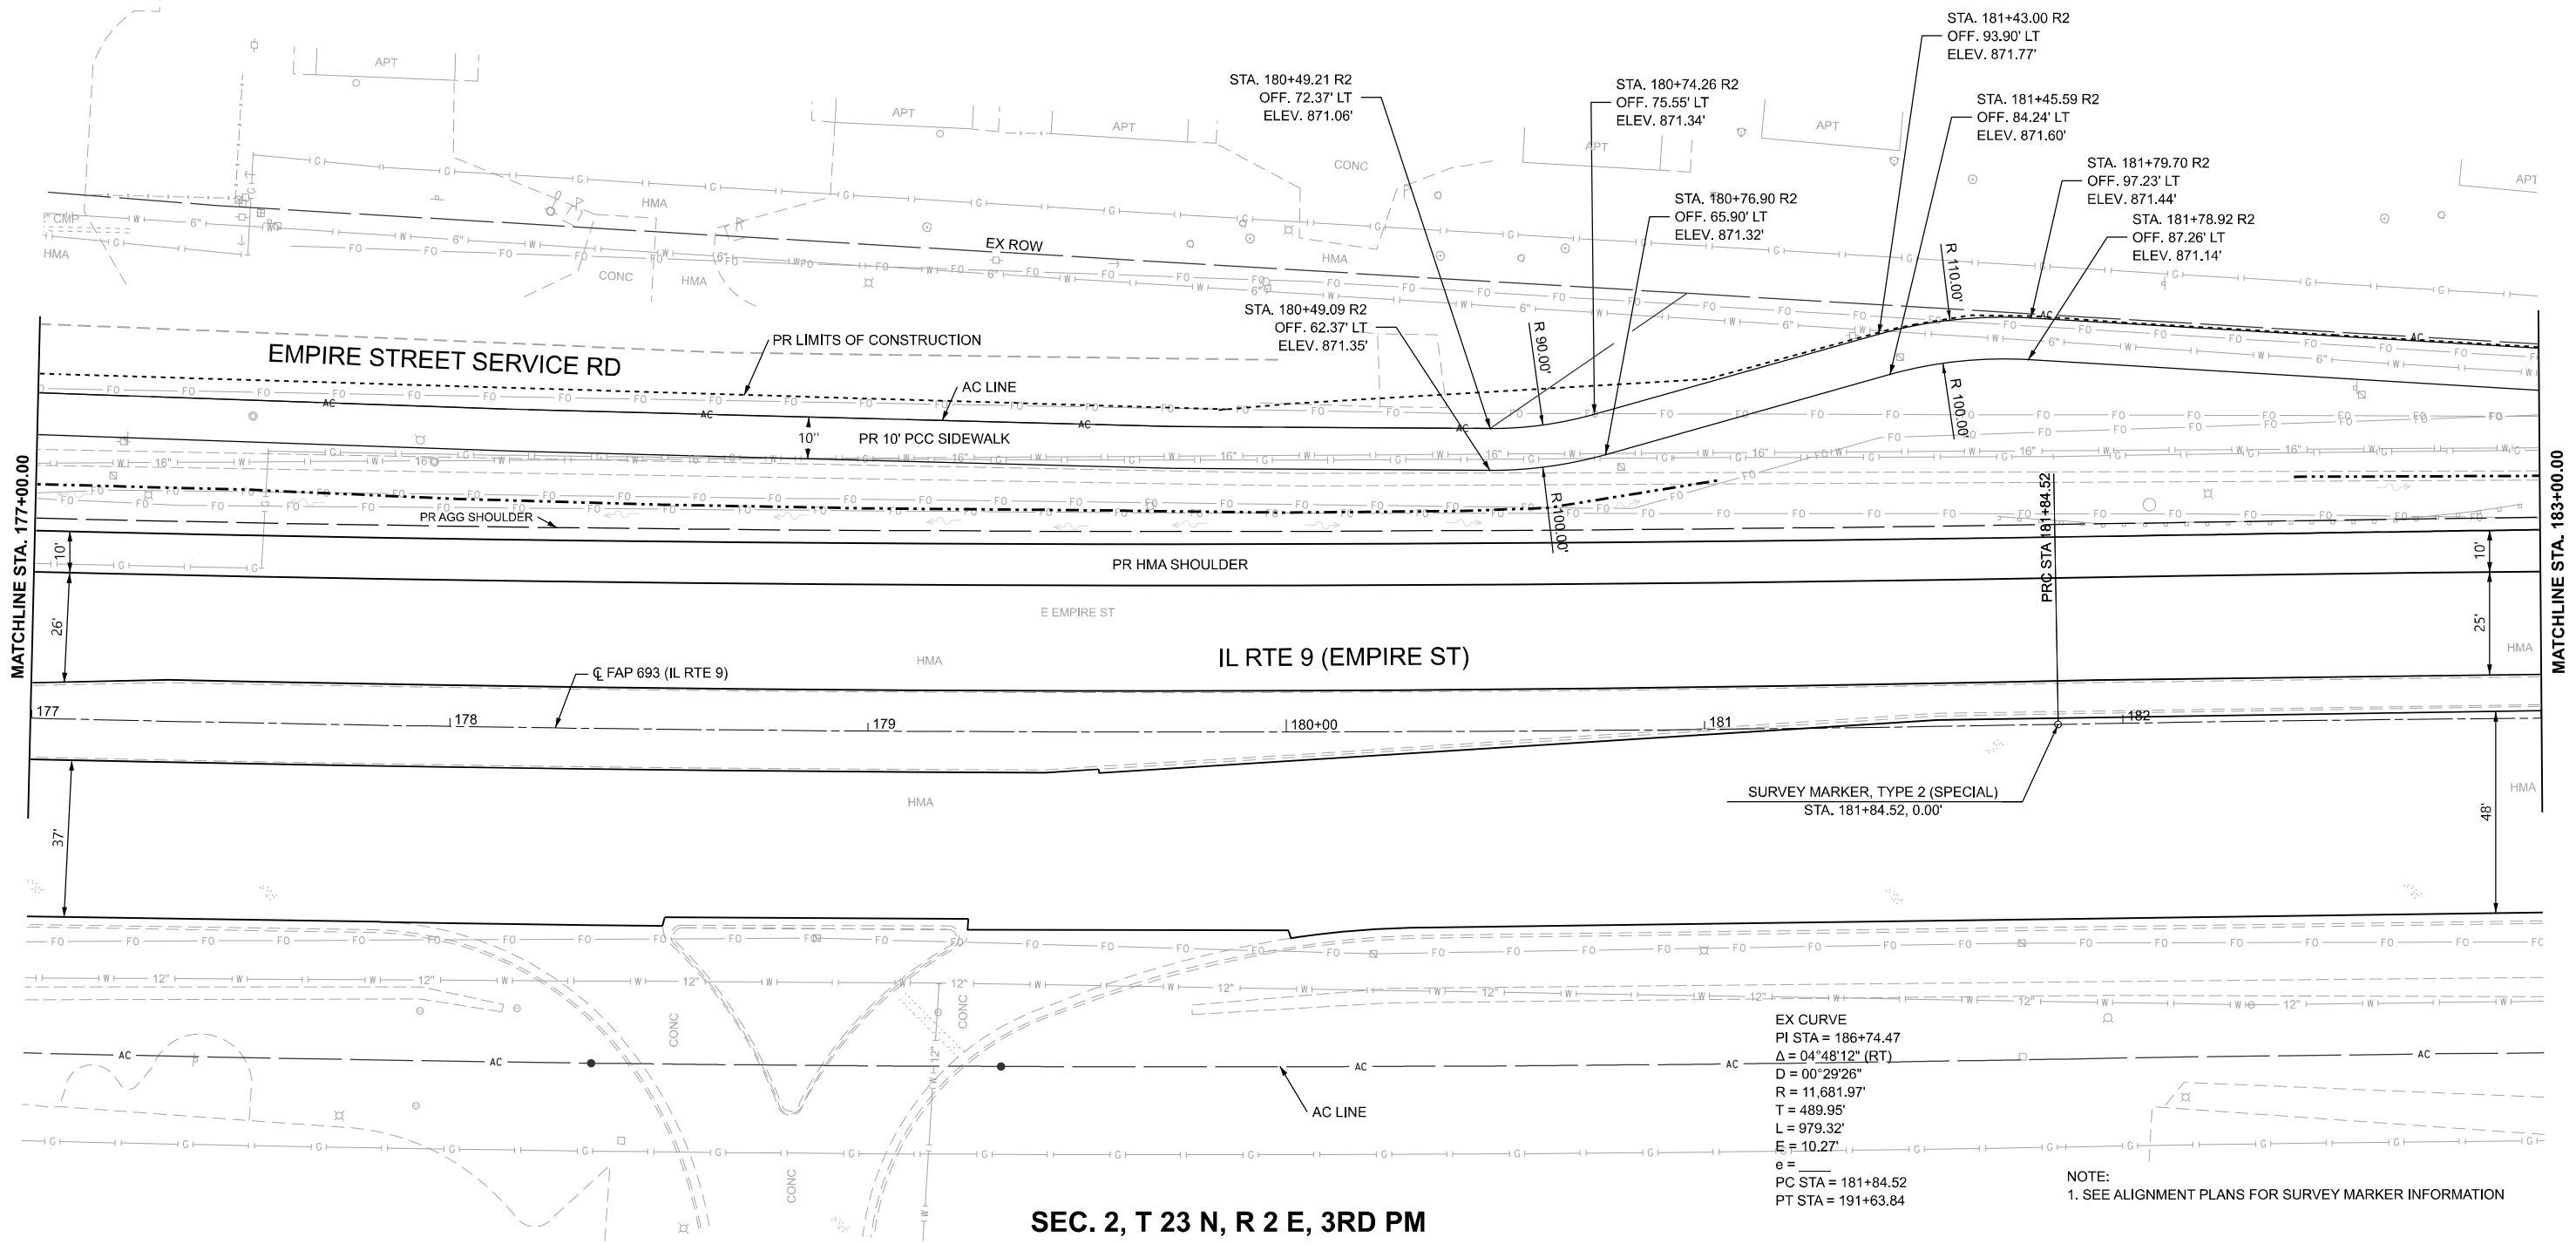 STA. 181+43.00 R2
OFF. 93.90' LT
ELEV. 871.77'
STA. 180+49.21 R2
OFF. 72.37' LT
ELEV. 871.06'
STA. 180+74.26 R2
OFF. 75.55' LT
ELEV. 871.34'
STA. 181+45.59 R2
OFF. 84.24' LT
ELEV. 871.60'
STA. 181+79.70 R2
OFF. 97.23' LT
ELEV. 871.44'
STA. 180+76.90 R2
OFF. 65.90' LT
ELEV. 871.32'
STA. 181+78.92 R2
OFF. 87.26' LT
ELEV. 871.14'
STA. 180+49.09 R2
OFF. 62.37' LT
ELEV. 871.35'
APT
APT
APT
APT
APT
APT
CONC
HMA
CMP
HMA
CONC
HMA
HMA
EX ROW
R 110.00'
R 90.00'
R 100.00'
R 100.00'
PR LIMITS OF CONSTRUCTION
EMPIRE STREET SERVICE RD
AC LINE
10''
PR 10' PCC SIDEWALK
PR AGG SHOULDER
PR HMA SHOULDER
MATCHLINE STA. 177+00.00
MATCHLINE STA. 183+00.00
PRC STA 181+84.52
10'
26'
37'
10'
25'
48'
E EMPIRE ST
HMA
IL RTE 9 (EMPIRE ST)
HMA
℄ FAP 693 (IL RTE 9)
177
178
179
180+00
181
182
HMA
HMA
SURVEY MARKER, TYPE 2 (SPECIAL)
STA. 181+84.52, 0.00'
CONC
CONC
CONC
12"
AC
AC
AC
AC
AC
AC LINE
EX CURVE
PI STA = 186+74.47
Δ = 04°48'12" (RT)
D = 00°29'26"
R = 11,681.97'
T = 489.95'
L = 979.32'
E = 10.27'
e = ____
PC STA = 181+84.52
PT STA = 191+63.84
NOTE:
1. SEE ALIGNMENT PLANS FOR SURVEY MARKER INFORMATION
SEC. 2, T 23 N, R 2 E, 3RD PM